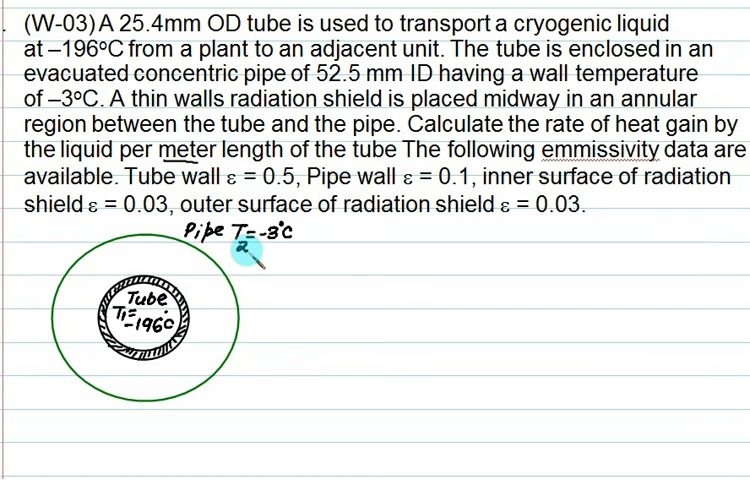 . (W-03) A 25.4mm OD tube is used to transport a cryogenic liquid
at –196ºC from a plant to an adjacent unit. The tube is enclosed in an
evacuated concentric pipe of 52.5 mm ID having a wall temperature
of –3ºC. A thin walls radiation shield is placed midway in an annular
region between the tube and the pipe. Calculate the rate of heat gain by
the liquid per meter length of the tube The following emmissivity data are
available. Tube wall ε = 0.5, Pipe wall ε = 0.1, inner surface of radiation
shield ε = 0.03, outer surface of radiation shield ε = 0.03.
Pipe T2=-3°C
Tube
T1=
-196°C